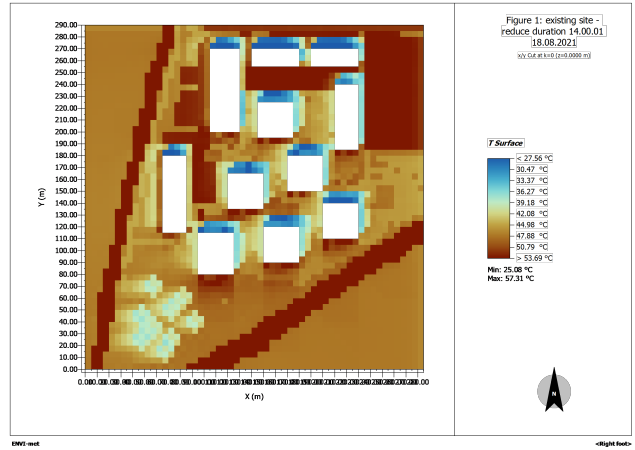 Figure 1: existing site -
reduce duration 14.00.01
18.08.2021
x/y Cut at k=0 (z=0.0000 m)
290.00
280.00
270.00
260.00
250.00
240.00
230.00
220.00
210.00
200.00
190.00
180.00
170.00
160.00
150.00
140.00
130.00
120.00
110.00
100.00
90.00
80.00
70.00
60.00
50.00
40.00
30.00
20.00
10.00
0.00
Y (m)
X (m)
T Surface
< 27.56 °C
30.47 °C
33.37 °C
36.27 °C
39.18 °C
42.08 °C
44.98 °C
47.88 °C
50.79 °C
> 53.69 °C
Min: 25.08 °C
Max: 57.31 °C
N
ENVI-met
<Right foot>